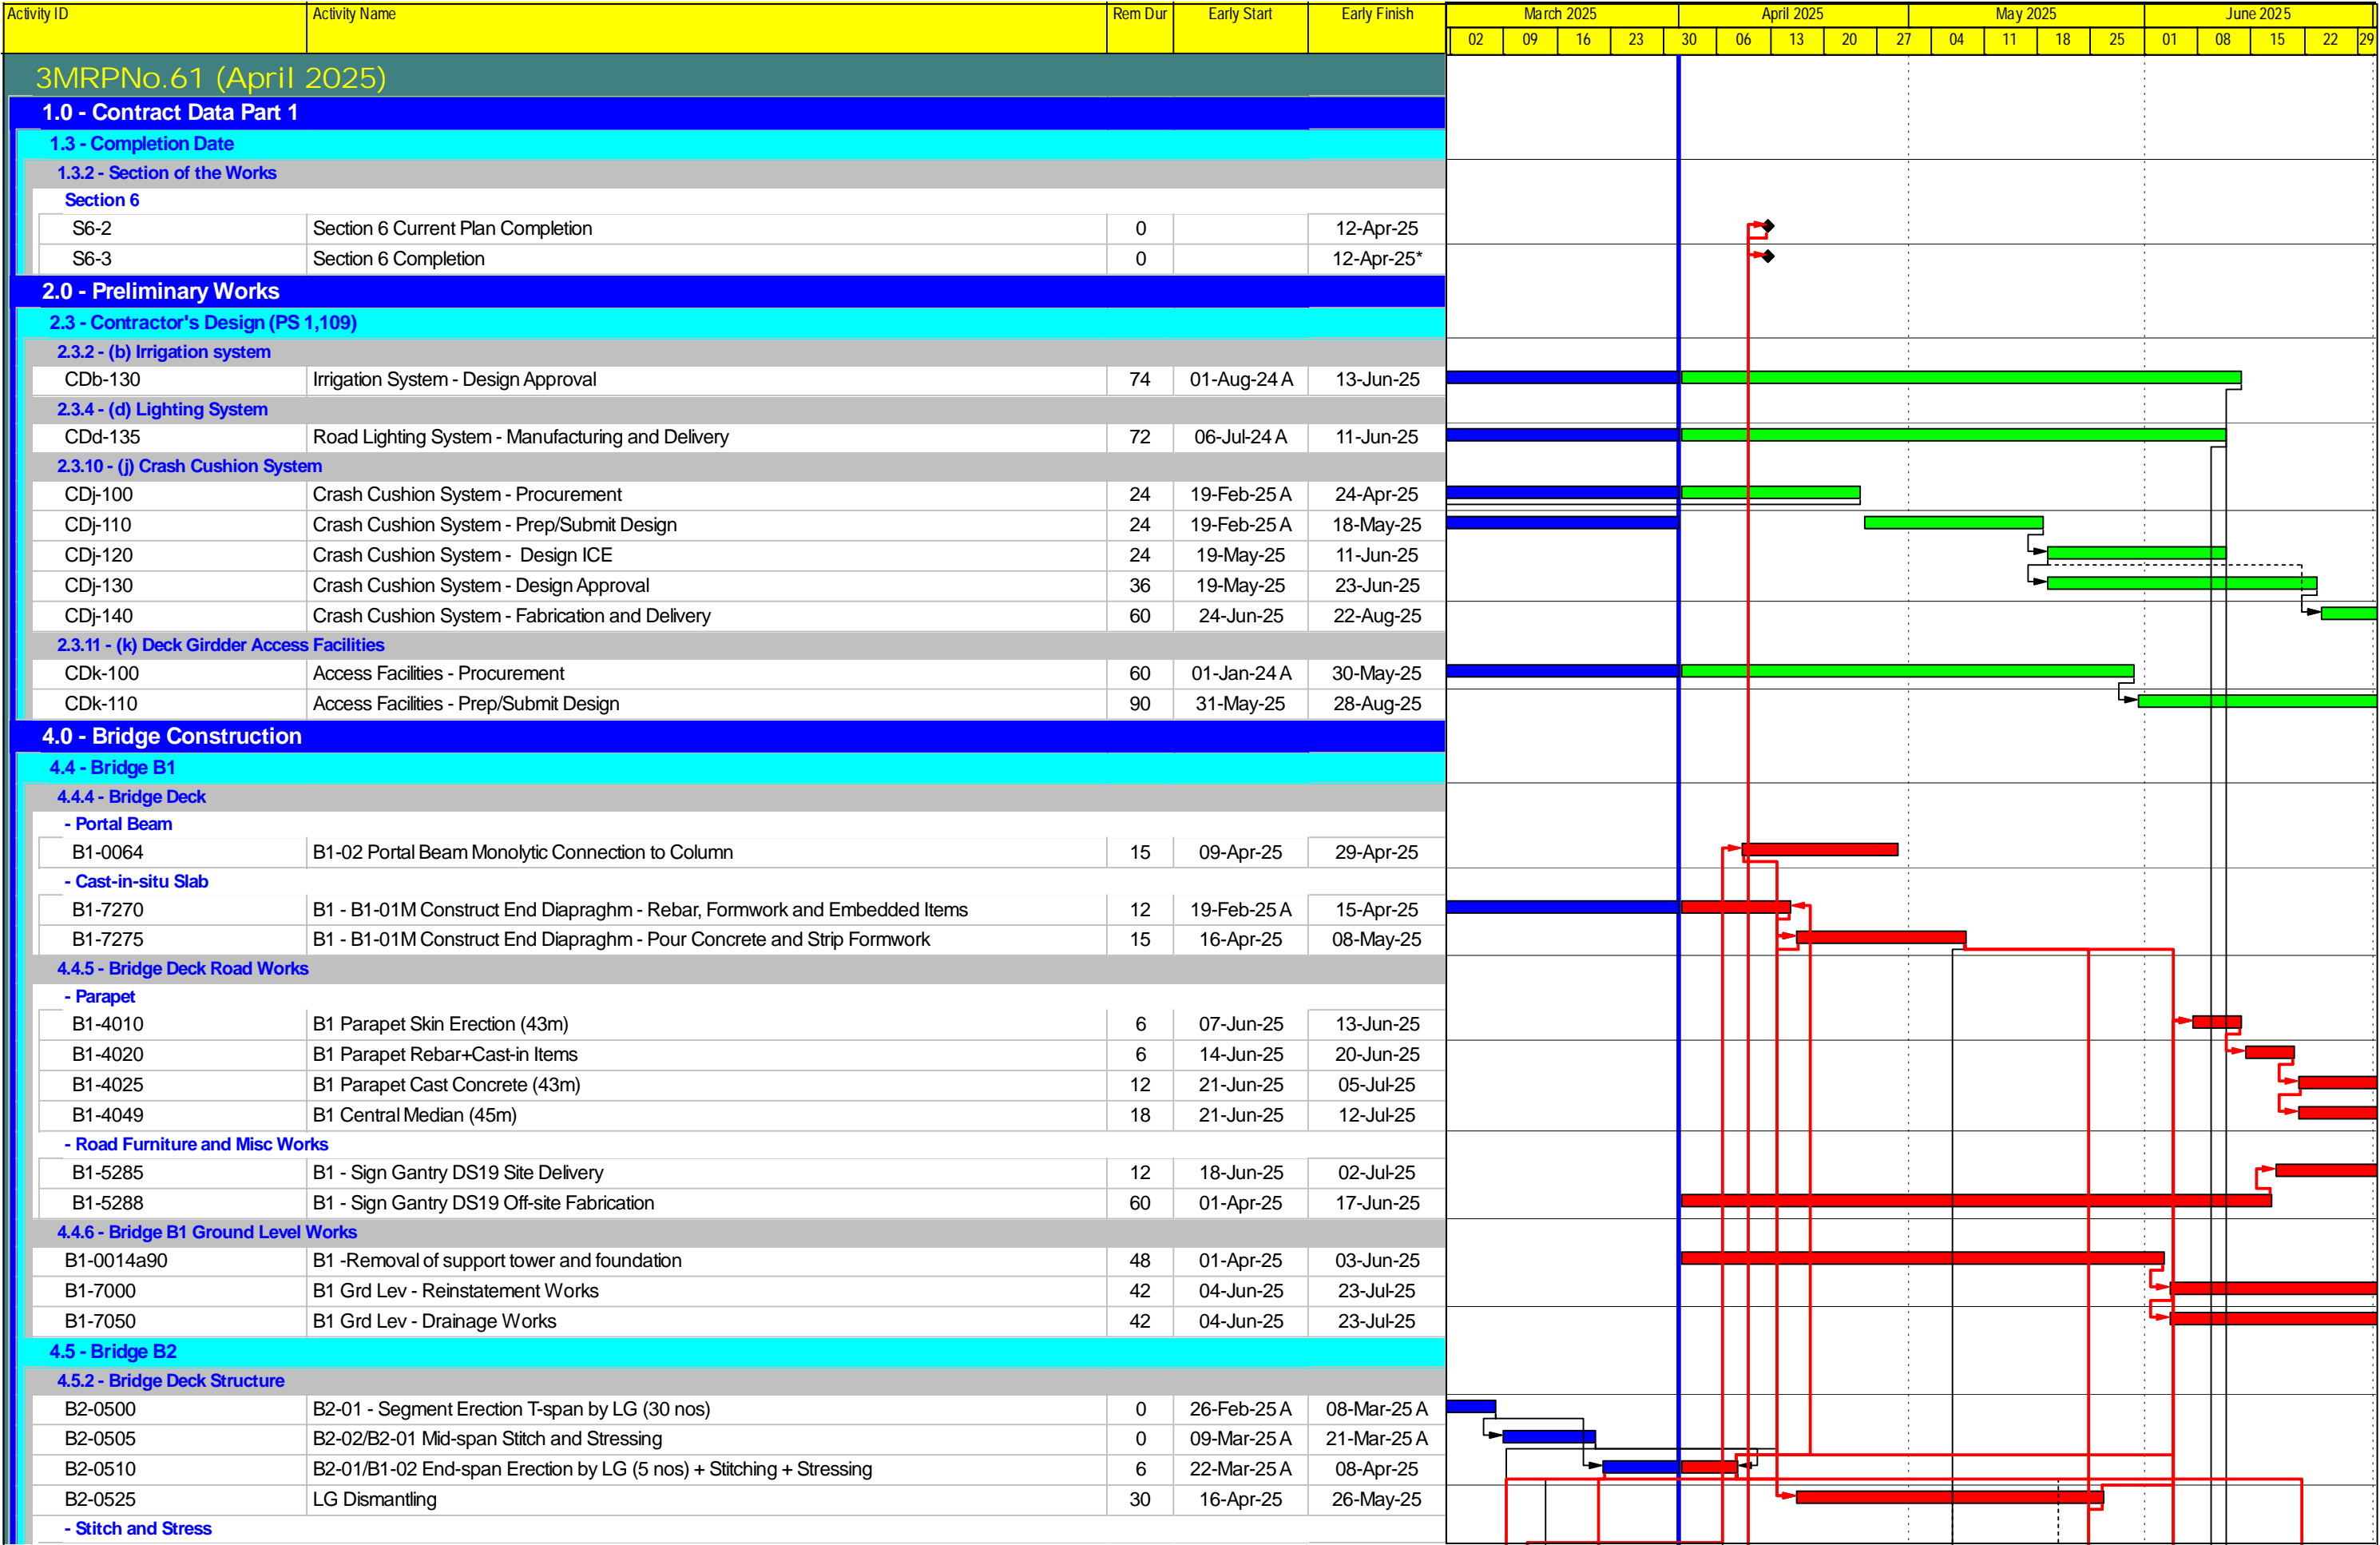 Activity ID Activity Name Rem Dur Early Start Early Finish March 2025 April 2025 May 2025 June 2025
02 09 16 23 30 06 13 20 27 04 11 18 25 01 08 15 22 29
3MRPNo.61 (April 2025)
1.0 - Contract Data Part 1
1.3 - Completion Date
1.3.2 - Section of the Works
Section 6
S6-2 Section 6 Current Plan Completion 0 12-Apr-25
S6-3 Section 6 Completion 0 12-Apr-25*
2.0 - Preliminary Works
2.3 - Contractor's Design (PS 1,109)
2.3.2 - (b) Irrigation system
CDb-130 Irrigation System - Design Approval 74 01-Aug-24 A 13-Jun-25
2.3.4 - (d) Lighting System
CDd-135 Road Lighting System - Manufacturing and Delivery 72 06-Jul-24 A 11-Jun-25
2.3.10 - (j) Crash Cushion System
CDj-100 Crash Cushion System - Procurement 24 19-Feb-25 A 24-Apr-25
CDj-110 Crash Cushion System - Prep/Submit Design 24 19-Feb-25 A 18-May-25
CDj-120 Crash Cushion System - Design ICE 24 19-May-25 11-Jun-25
CDj-130 Crash Cushion System - Design Approval 36 19-May-25 23-Jun-25
CDj-140 Crash Cushion System - Fabrication and Delivery 60 24-Jun-25 22-Aug-25
2.3.11 - (k) Deck Girdder Access Facilities
CDk-100 Access Facilities - Procurement 60 01-Jan-24 A 30-May-25
CDk-110 Access Facilities - Prep/Submit Design 90 31-May-25 28-Aug-25
4.0 - Bridge Construction
4.4 - Bridge B1
4.4.4 - Bridge Deck
- Portal Beam
B1-0064 B1-02 Portal Beam Monolytic Connection to Column 15 09-Apr-25 29-Apr-25
- Cast-in-situ Slab
B1-7270 B1 - B1-01M Construct End Diapraghm - Rebar, Formwork and Embedded Items 12 19-Feb-25 A 15-Apr-25
B1-7275 B1 - B1-01M Construct End Diapraghm - Pour Concrete and Strip Formwork 15 16-Apr-25 08-May-25
4.4.5 - Bridge Deck Road Works
- Parapet
B1-4010 B1 Parapet Skin Erection (43m) 6 07-Jun-25 13-Jun-25
B1-4020 B1 Parapet Rebar+Cast-in Items 6 14-Jun-25 20-Jun-25
B1-4025 B1 Parapet Cast Concrete (43m) 12 21-Jun-25 05-Jul-25
B1-4049 B1 Central Median (45m) 18 21-Jun-25 12-Jul-25
- Road Furniture and Misc Works
B1-5285 B1 - Sign Gantry DS19 Site Delivery 12 18-Jun-25 02-Jul-25
B1-5288 B1 - Sign Gantry DS19 Off-site Fabrication 60 01-Apr-25 17-Jun-25
4.4.6 - Bridge B1 Ground Level Works
B1-0014a90 B1 -Removal of support tower and foundation 48 01-Apr-25 03-Jun-25
B1-7000 B1 Grd Lev - Reinstatement Works 42 04-Jun-25 23-Jul-25
B1-7050 B1 Grd Lev - Drainage Works 42 04-Jun-25 23-Jul-25
4.5 - Bridge B2
4.5.2 - Bridge Deck Structure
B2-0500 B2-01 - Segment Erection T-span by LG (30 nos) 0 26-Feb-25 A 08-Mar-25 A
B2-0505 B2-02/B2-01 Mid-span Stitch and Stressing 0 09-Mar-25 A 21-Mar-25 A
B2-0510 B2-01/B1-02 End-span Erection by LG (5 nos) + Stitching + Stressing 6 22-Mar-25 A 08-Apr-25
B2-0525 LG Dismantling 30 16-Apr-25 26-May-25
- Stitch and Stress